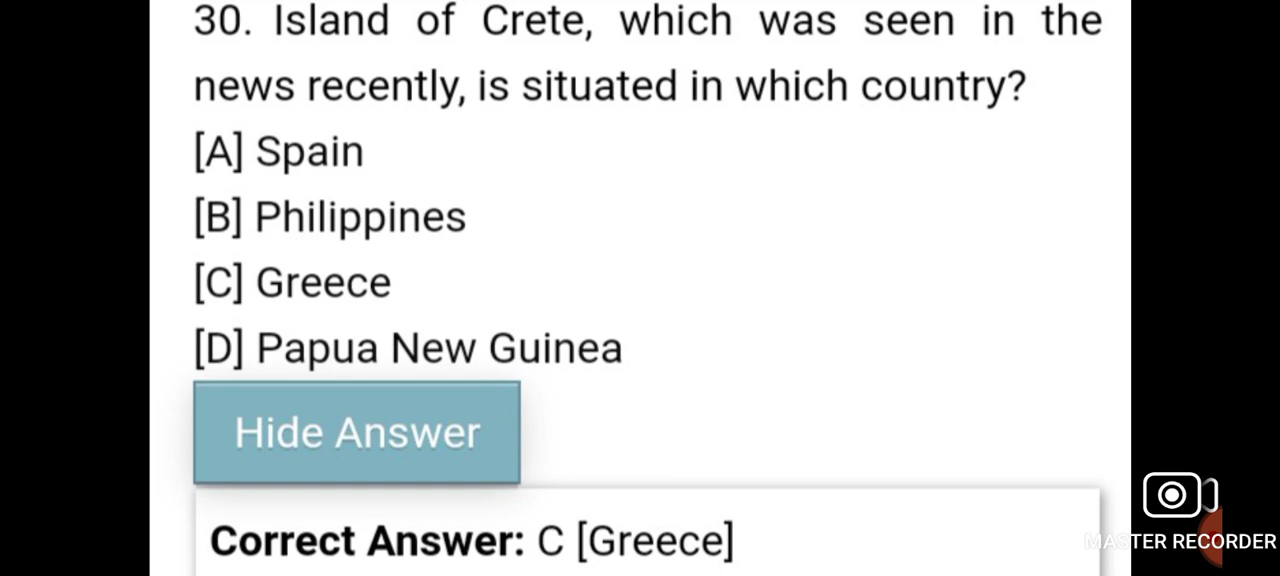 30. Island of Crete, which was seen in the
news recently, is situated in which country?
[A] Spain
[B] Philippines
[C] Greece
[D] Papua New Guinea
Hide Answer
Correct Answer: C [Greece]
MASTER RECORDER